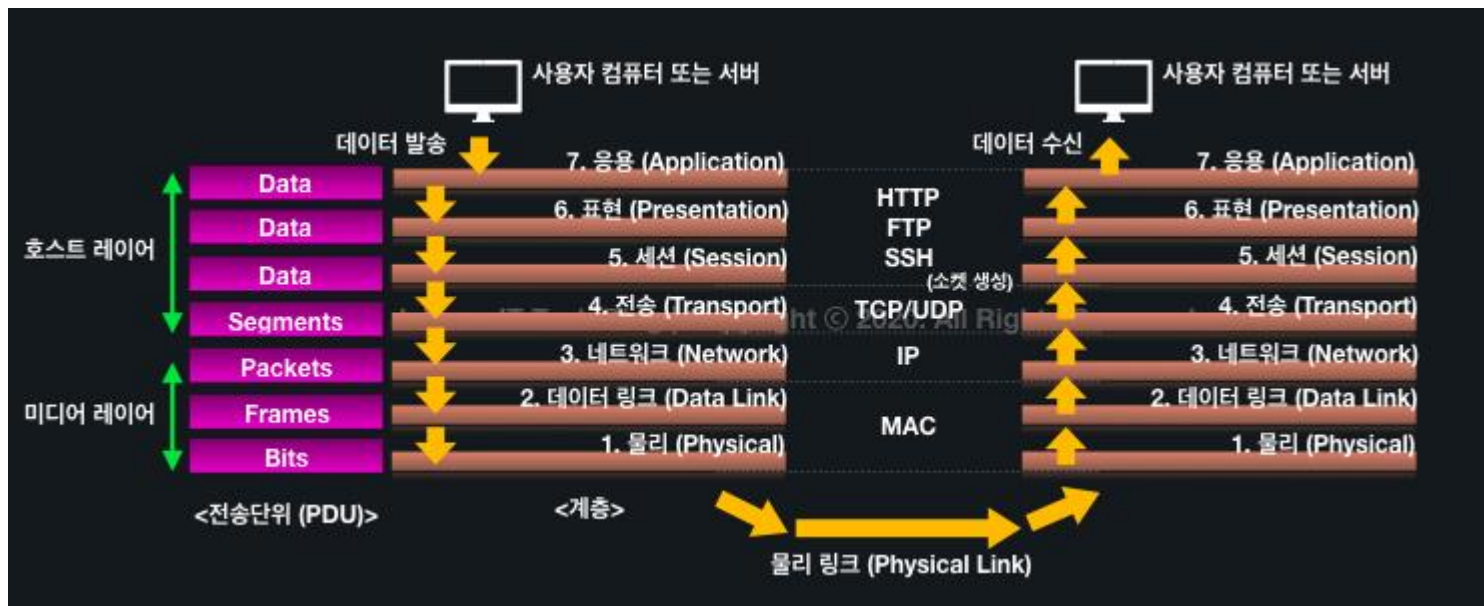 사용자 컴퓨터 또는 서버
사용자 컴퓨터 또는 서버
데이터 발송
데이터 수신
호스트 레이어
미디어 레이어
Data
Data
Data
Segments
Packets
Frames
Bits
<전송단위 (PDU)>
7. 응용 (Application)
6. 표현 (Presentation)
5. 세션 (Session)
4. 전송 (Transport)
3. 네트워크 (Network)
2. 데이터 링크 (Data Link)
1. 물리 (Physical)
<계층>
HTTP
FTP
SSH
(소켓 생성)
TCP/UDP
ht © 2020. All Righ
IP
MAC
7. 응용 (Application)
6. 표현 (Presentation)
5. 세션 (Session)
4. 전송 (Transport)
3. 네트워크 (Network)
2. 데이터 링크 (Data Link)
1. 물리 (Physical)
물리 링크 (Physical Link)